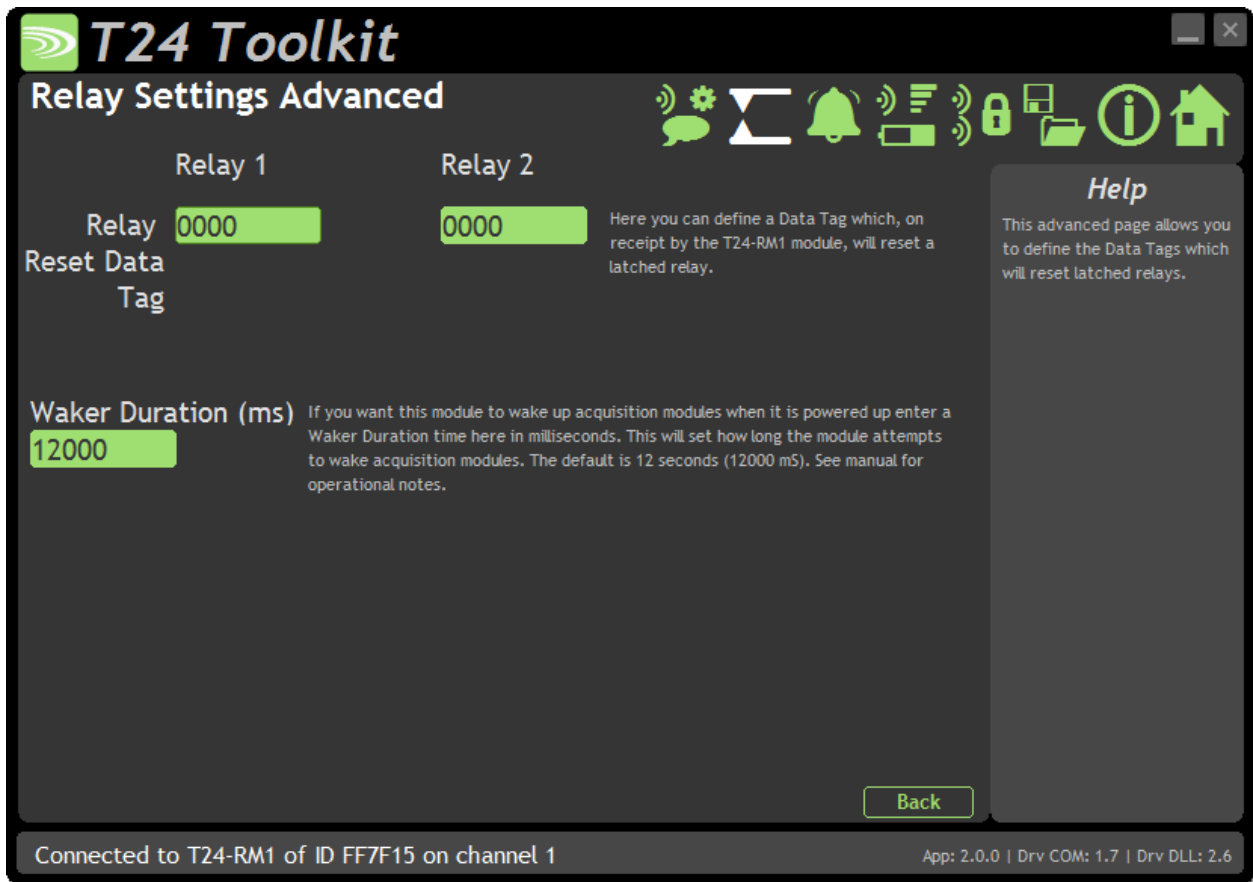 T24 Toolkit
Relay Settings Advanced
Relay 1
Relay 2
Relay
Reset Data
Tag
0000
0000
Here you can define a Data Tag which, on
receipt by the T24-RM1 module, will reset a
latched relay.
Waker Duration (ms)
12000
If you want this module to wake up acquisition modules when it is powered up enter a
Waker Duration time here in milliseconds. This will set how long the module attempts
to wake acquisition modules. The default is 12 seconds (12000 mS). See manual for
operational notes.
Back
Help
This advanced page allows you
to define the Data Tags which
will reset latched relays.
Connected to T24-RM1 of ID FF7F15 on channel 1
App: 2.0.0 | Drv COM: 1.7 | Drv DLL: 2.6